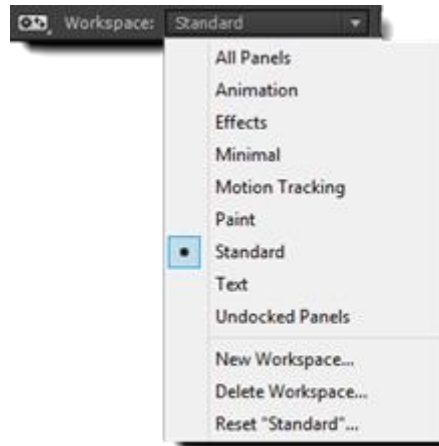 Workspace: Standard
All Panels
Animation
Effects
Minimal
Motion Tracking
Paint
Standard
Text
Undocked Panels
New Workspace...
Delete Workspace...
Reset "Standard"...